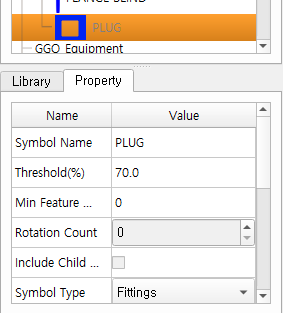 FLANGE BLIND
PLUG
GGO Equipment
Library Property
Name Value
Symbol Name PLUG
Threshold(%) 70.0
Min Feature ... 0
Rotation Count 0
Include Child ...
Symbol Type Fittings